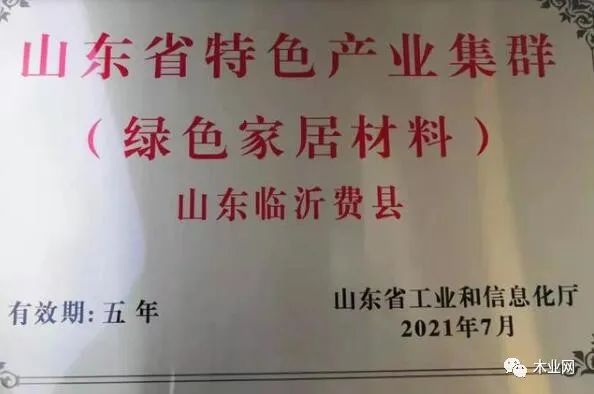 山东省特色产业集群
（绿色家居材料）
山东临沂费县
有效期: 五年
山东省工业和信息化厅
2021年7月
木业网